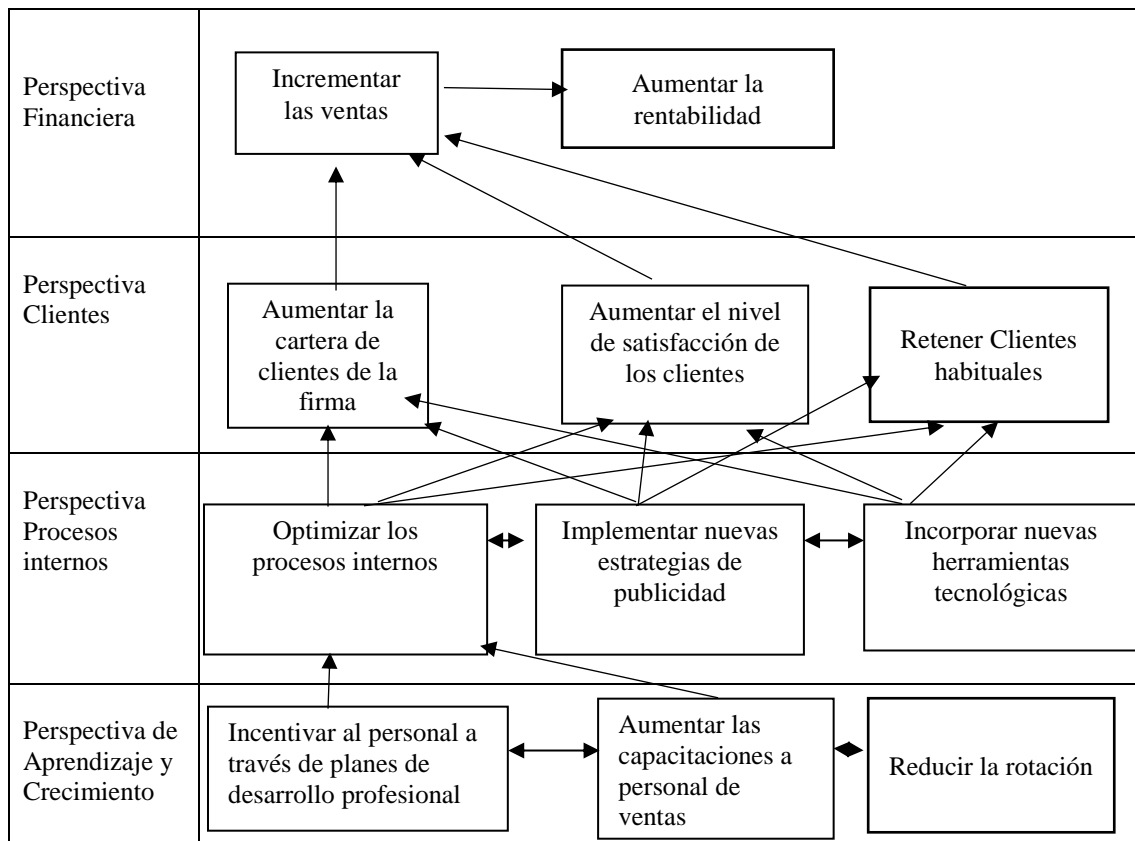 Perspectiva
Financiera
Incrementar
las ventas
Aumentar la
rentabilidad
Perspectiva
Clientes
Aumentar la
cartera de
clientes de la
firma
Aumentar el nivel
de satisfacción de
los clientes
Retener Clientes
habituales
Perspectiva
Procesos
internos
Optimizar los
procesos internos
Implementar nuevas
estrategias de
publicidad
Incorporar nuevas
herramientas
tecnológicas
Perspectiva de
Aprendizaje y
Crecimiento
Incentivar al personal a
través de planes de
desarrollo profesional
Aumentar las
capacitaciones a
personal de
ventas
Reducir la rotación